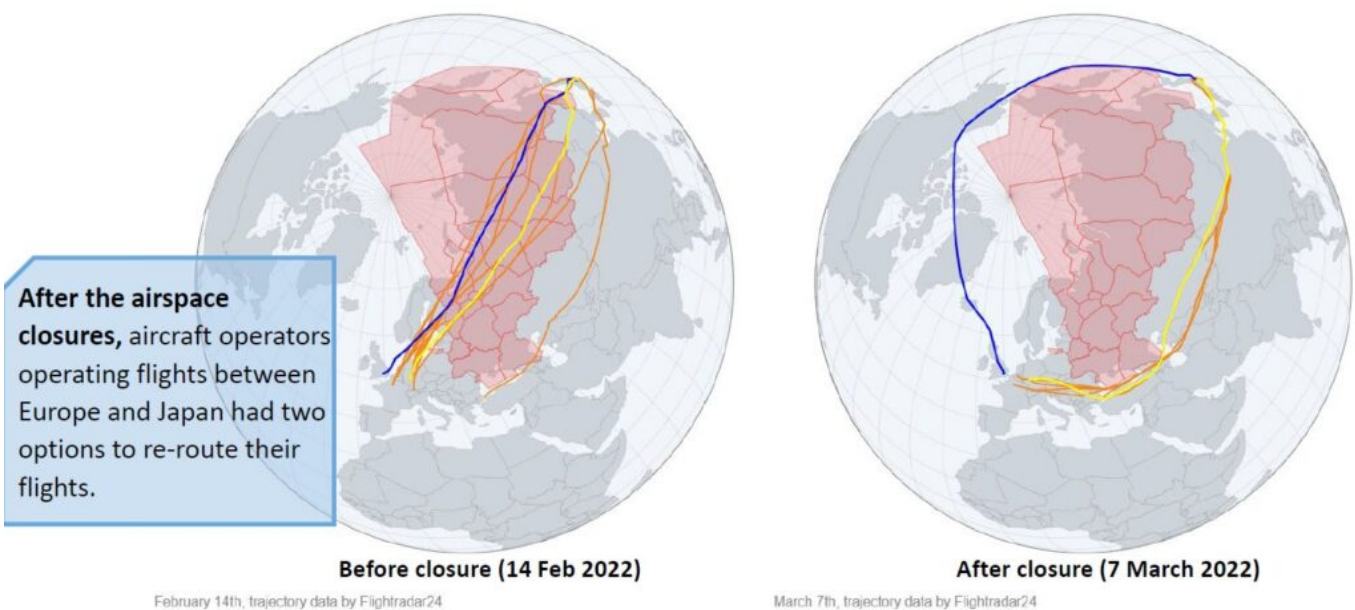 After the airspace
closures, aircraft operators
operating flights between
Europe and Japan had two
options to re-route their
flights.
Before closure (14 Feb 2022)
After closure (7 March 2022)
February 14th, trajectory data by Flightradar24
March 7th, trajectory data by Flightradar24